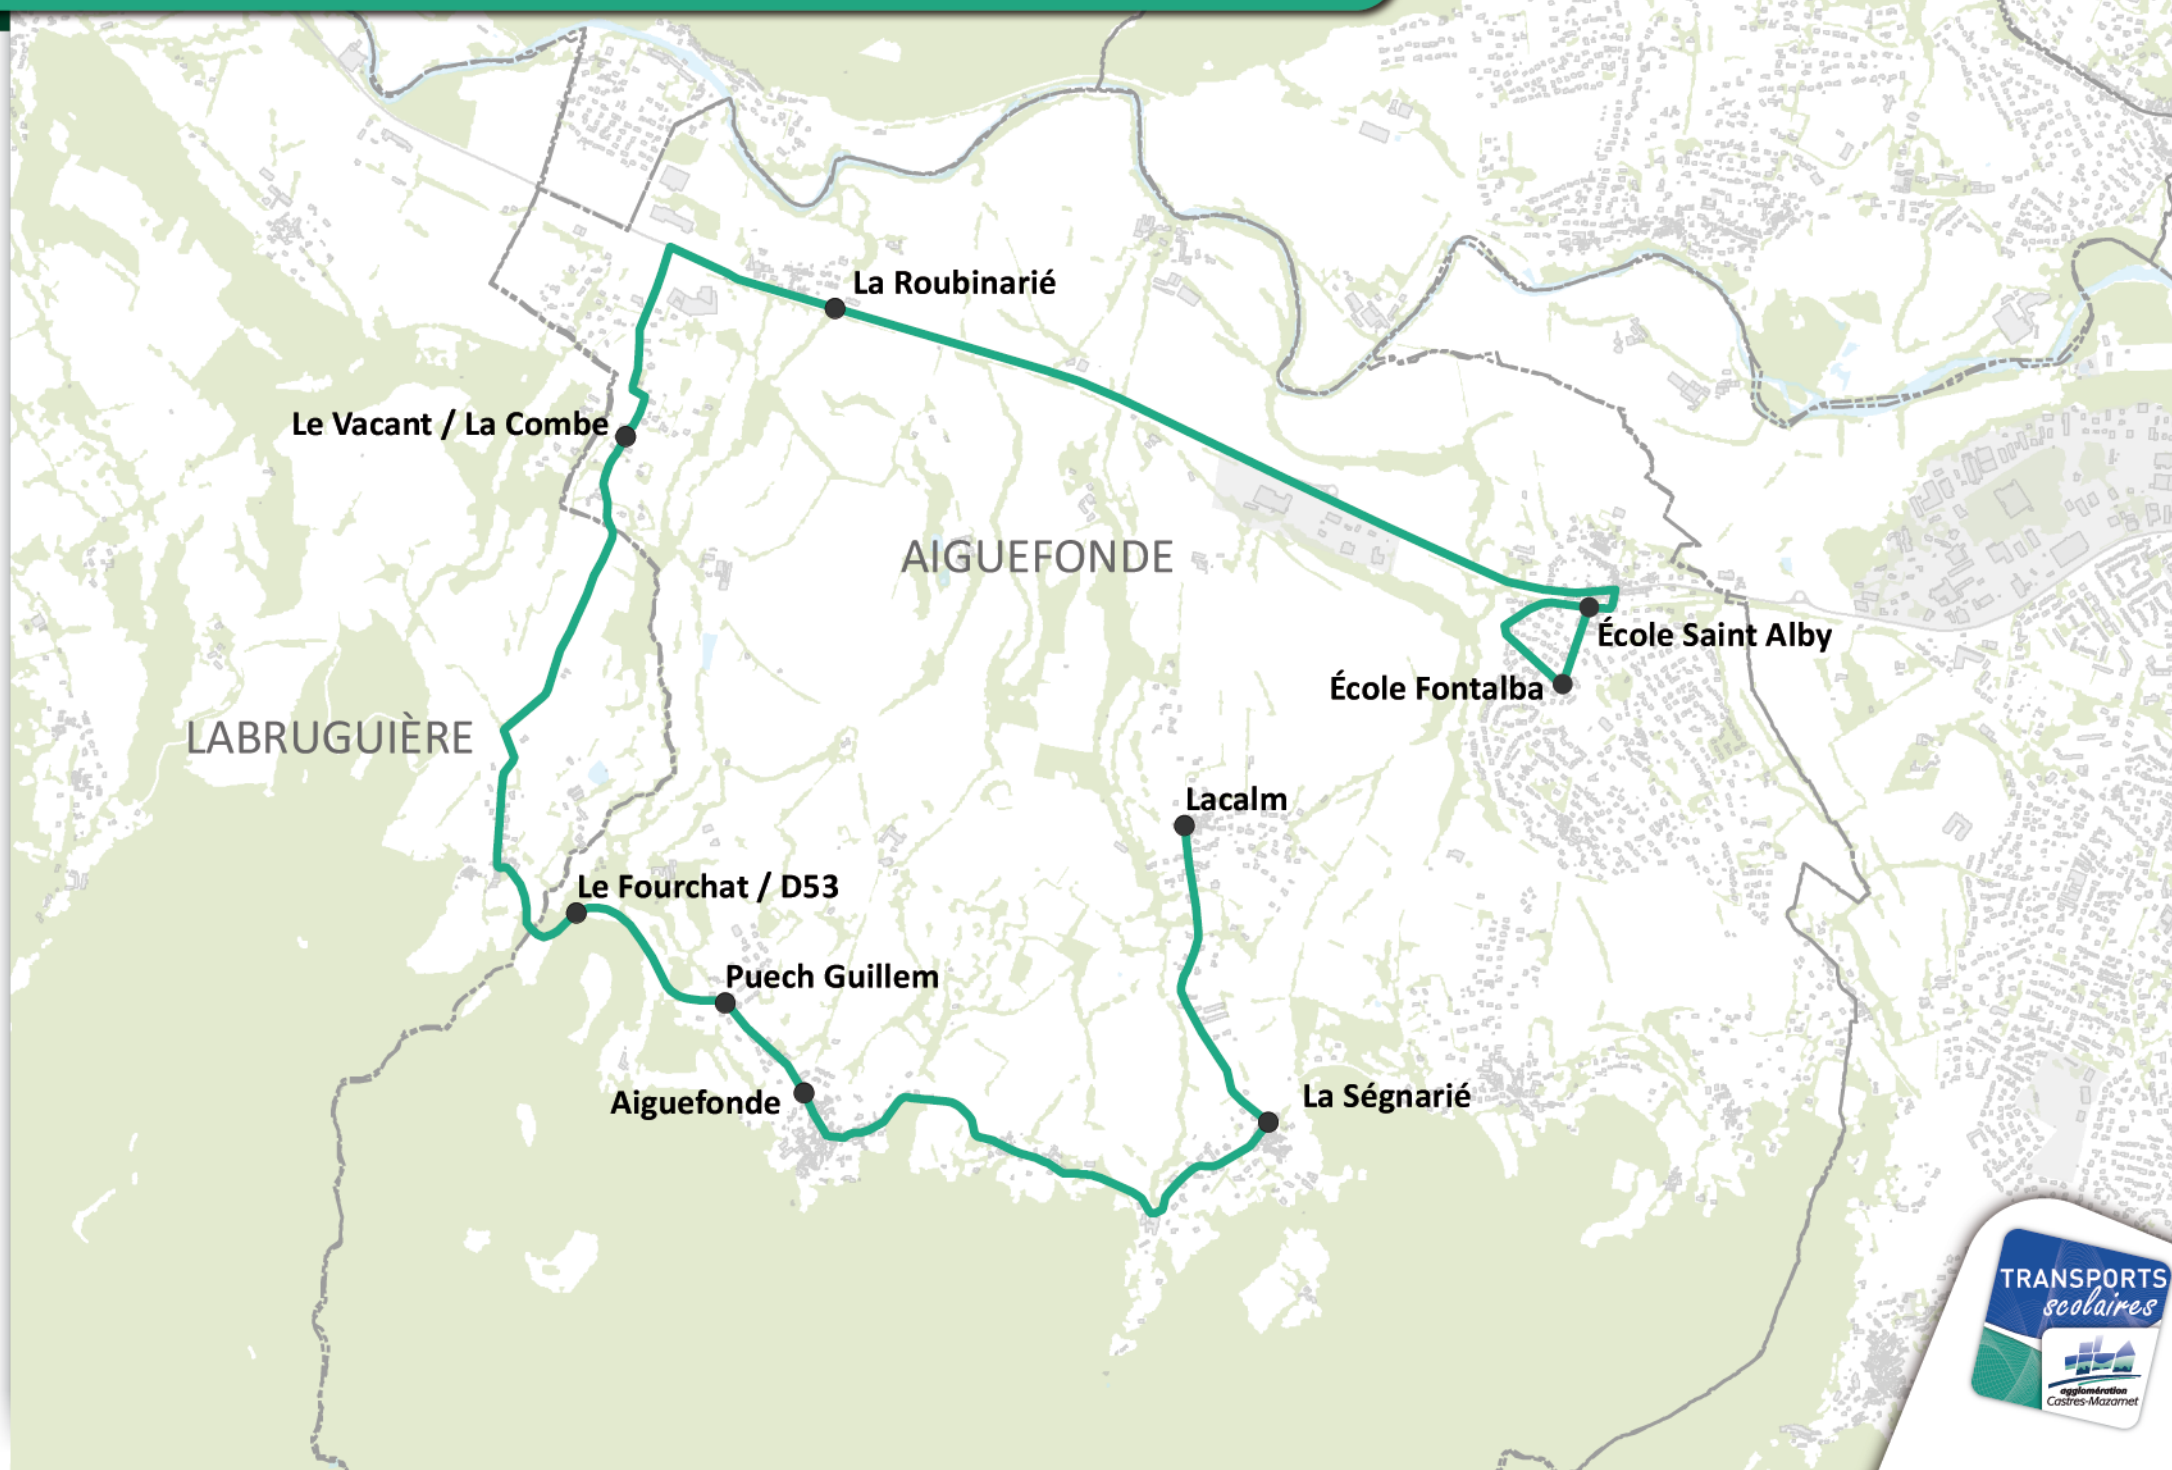 La Roubinarié
Le Vacant / La Combe
AIGUEFONDE
École Saint Alby
École Fontalba
LABRUGUIÈRE
Lacalm
Le Fourchat / D53
Puech Guillem
Aiguefonde
La Ségnarié
TRANSPORTS
scolaires
agglomération
Castres-Mazamet